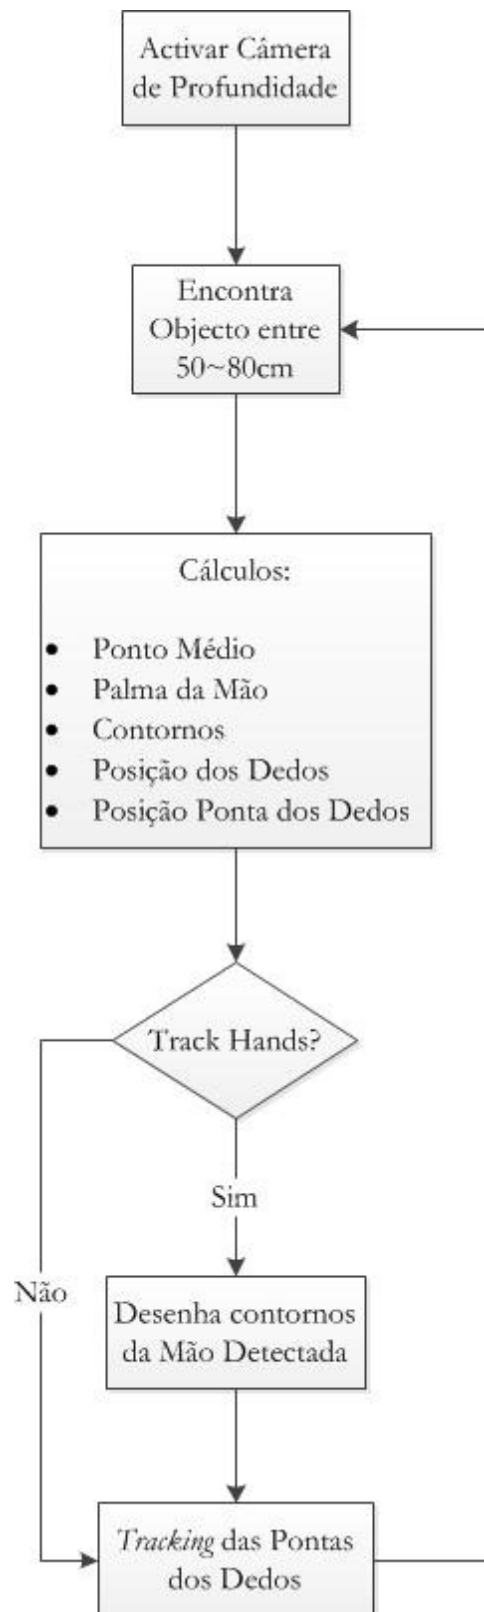 Activar Câmera
de Profundidade
Encontra
Objecto entre
50~80cm
Cálculos:
• Ponto Médio
• Palma da Mão
• Contornos
• Posição dos Dedos
• Posição Ponta dos Dedos
Track Hands?
Sim
Não
Desenha contornos
da Mão Detectada
Tracking das Pontas
dos Dedos